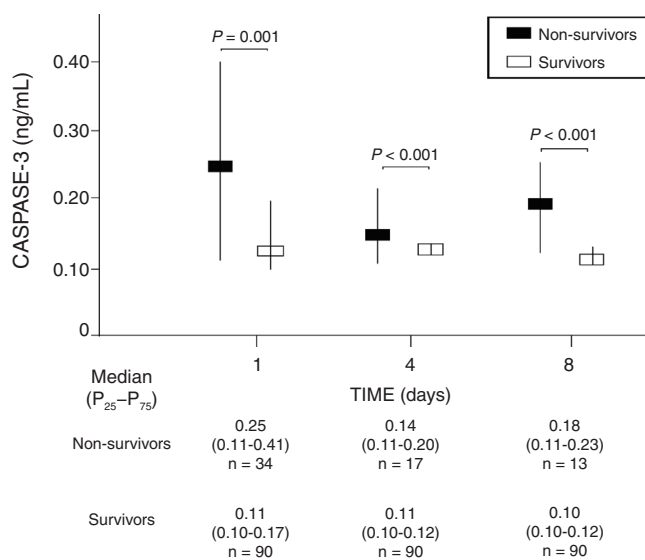 P = 0.001
Non-survivors
Survivors
0.40
0.30
P < 0.001
P < 0.001
0.20
0.10
0
CASPASE-3 (ng/mL)
1
4
8
Median
(P25–P75)
TIME (days)
Non-survivors
0.25
0.14
0.18
(0.11-0.41)
(0.11-0.20)
(0.11-0.23)
n = 34
n = 17
n = 13
Survivors
0.11
0.11
0.10
(0.10-0.17)
(0.10-0.12)
(0.10-0.12)
n = 90
n = 90
n = 90